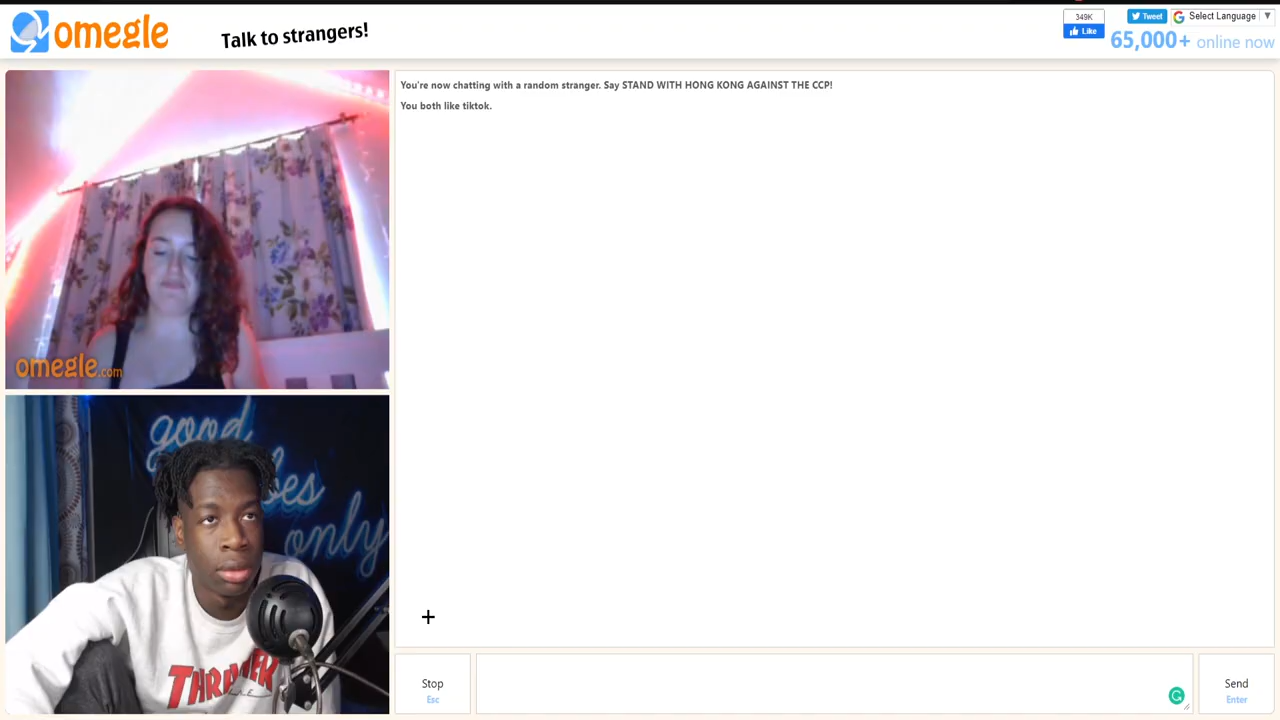 omegle
Talk to strangers!
349K
Like
Tweet
Select Language
65,000+ online now
You're now chatting with a random stranger. Say STAND WITH HONG KONG AGAINST THE CCP!
You both like tiktok.
omegle.com
good
only
THRASHER
Stop
Esc
Send
Enter